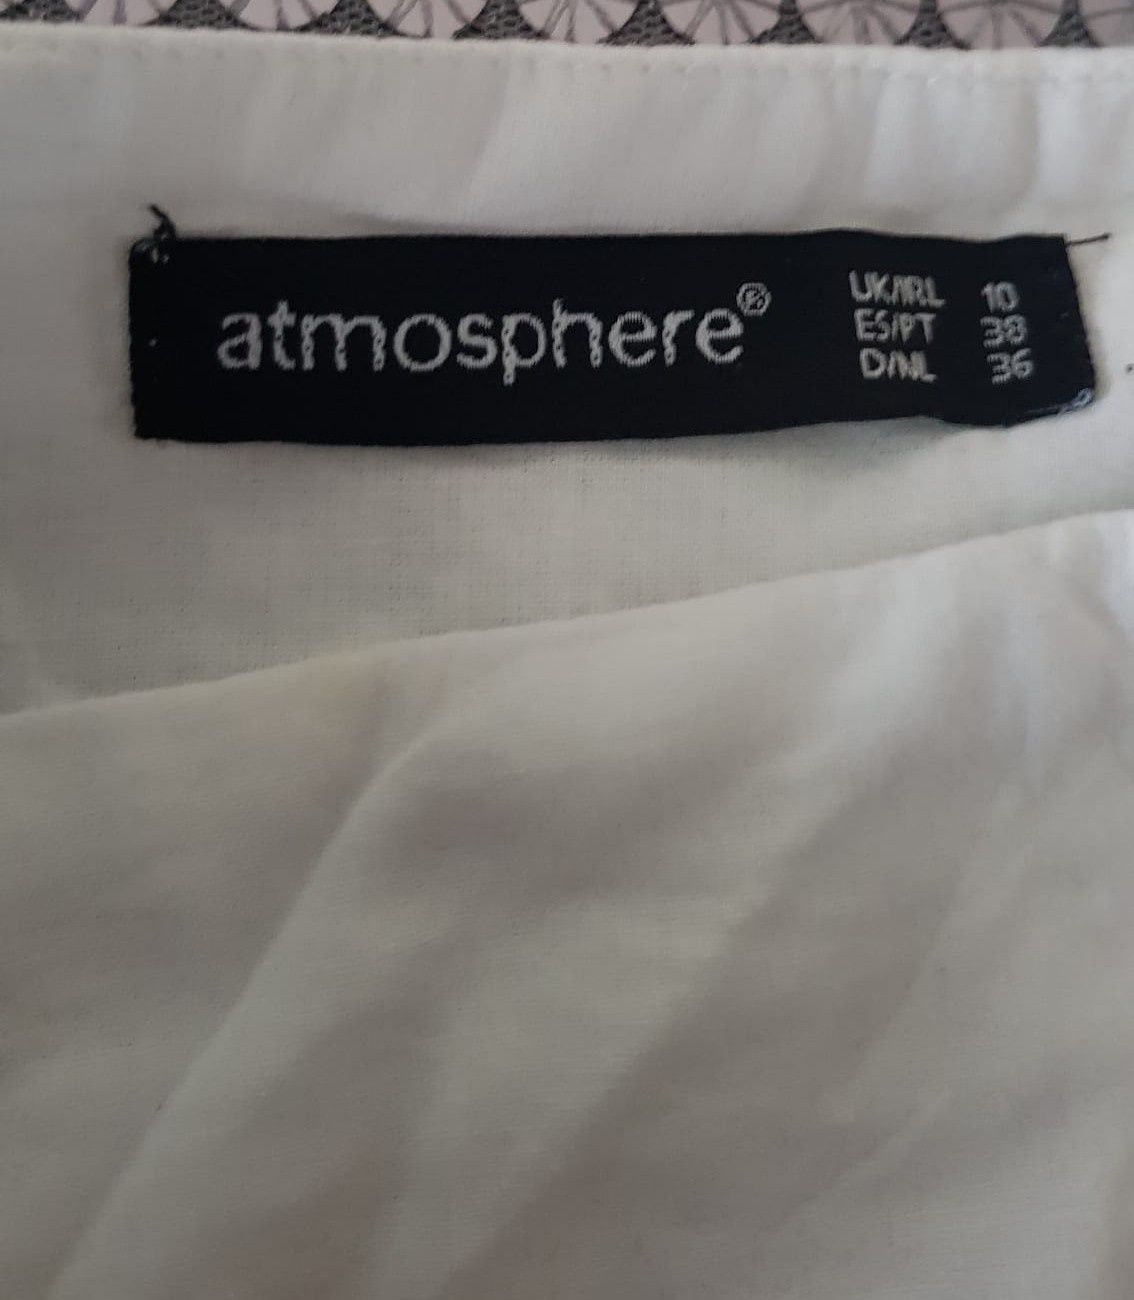 atmosphere®
UK/IRL 10
ES/PT 38
D/NL 36